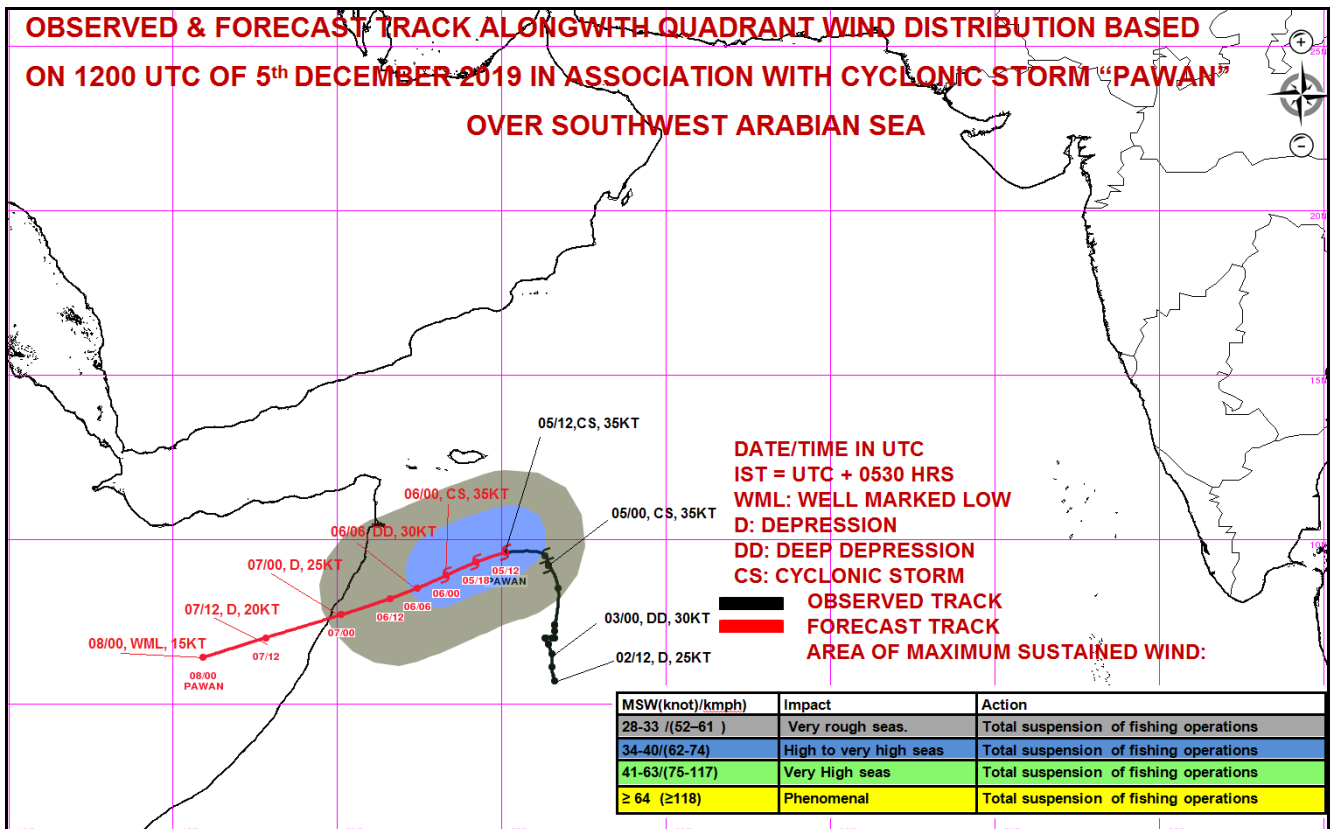 OBSERVED & FORECAST TRACK ALONGWITH QUADRANT WIND DISTRIBUTION BASED
ON 1200 UTC OF 5th DECEMBER 2019 IN ASSOCIATION WITH CYCLONIC STORM “PAWAN”
OVER SOUTHWEST ARABIAN SEA
+
25N
−
20N
15N
10N
05/12,CS, 35KT
06/00, CS, 35KT
05/00, CS, 35KT
06/06, DD, 30KT
07/00, D, 25KT
07/12, D, 20KT
08/00, WML, 15KT
03/00, DD, 30KT
02/12, D, 25KT
05/12
05/18
PAWAN
06/00
06/06
06/12
07/00
07/12
08/00
PAWAN
DATE/TIME IN UTC
IST = UTC + 0530 HRS
WML: WELL MARKED LOW
D: DEPRESSION
DD: DEEP DEPRESSION
CS: CYCLONIC STORM
OBSERVED TRACK
FORECAST TRACK
AREA OF MAXIMUM SUSTAINED WIND:
MSW(knot)/kmph) Impact Action
28-33 /(52–61 ) Very rough seas. Total suspension of fishing operations
34-40/(62-74) High to very high seas Total suspension of fishing operations
41-63/(75-117) Very High seas Total suspension of fishing operations
≥ 64 (≥118) Phenomenal Total suspension of fishing operations